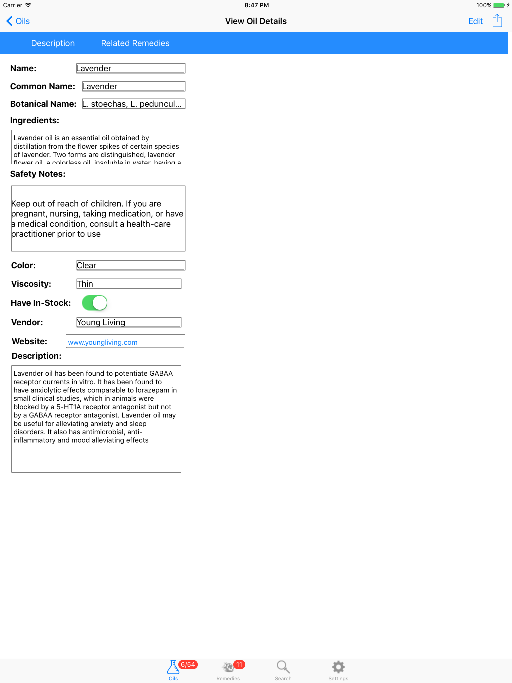 Carrier 8:47 PM 100%
Oils View Oil Details Edit
Description Related Remedies
Name: Lavender
Common Name: Lavender
Botanical Name: L. stoechas, L. peduncul...
Ingredients:
Lavender oil is an essential oil obtained by
distillation from the flower spikes of certain species
of lavender. Two forms are distinguished, lavender
flower oil, a colorless oil, insoluble in water, having a
Safety Notes:
Keep out of reach of children. If you are
pregnant, nursing, taking medication, or have
a medical condition, consult a health-care
practitioner prior to use
Color: Clear
Viscosity: Thin
Have In-Stock:
Vendor: Young Living
Website: www.youngliving.com
Description:
Lavender oil has been found to potentiate GABAA
receptor currents in vitro. It has been found to
have anxiolytic effects comparable to lorazepam in
small clinical studies, which in animals were
blocked by a 5-HT1A receptor antagonist but not
by a GABAA receptor antagonist. Lavender oil may
be useful for alleviating anxiety and sleep
disorders. It also has antimicrobial, anti-
inflammatory and mood alleviating effects
6/54 11
Oils Remedies Search Settings